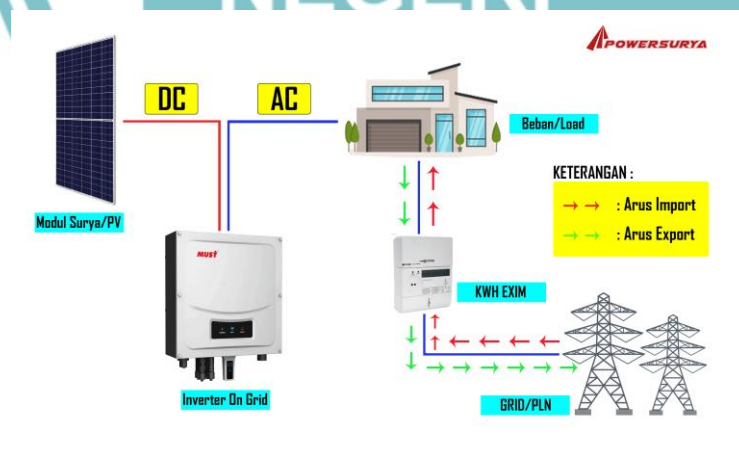 NEGERI
POWERSURYA
DC
AC
Beban/Load
KETERANGAN :
: Arus Import
: Arus Export
Modul Surya/PV
MUST
KWH EXIM
Inverter On Grid
GRID/PLN